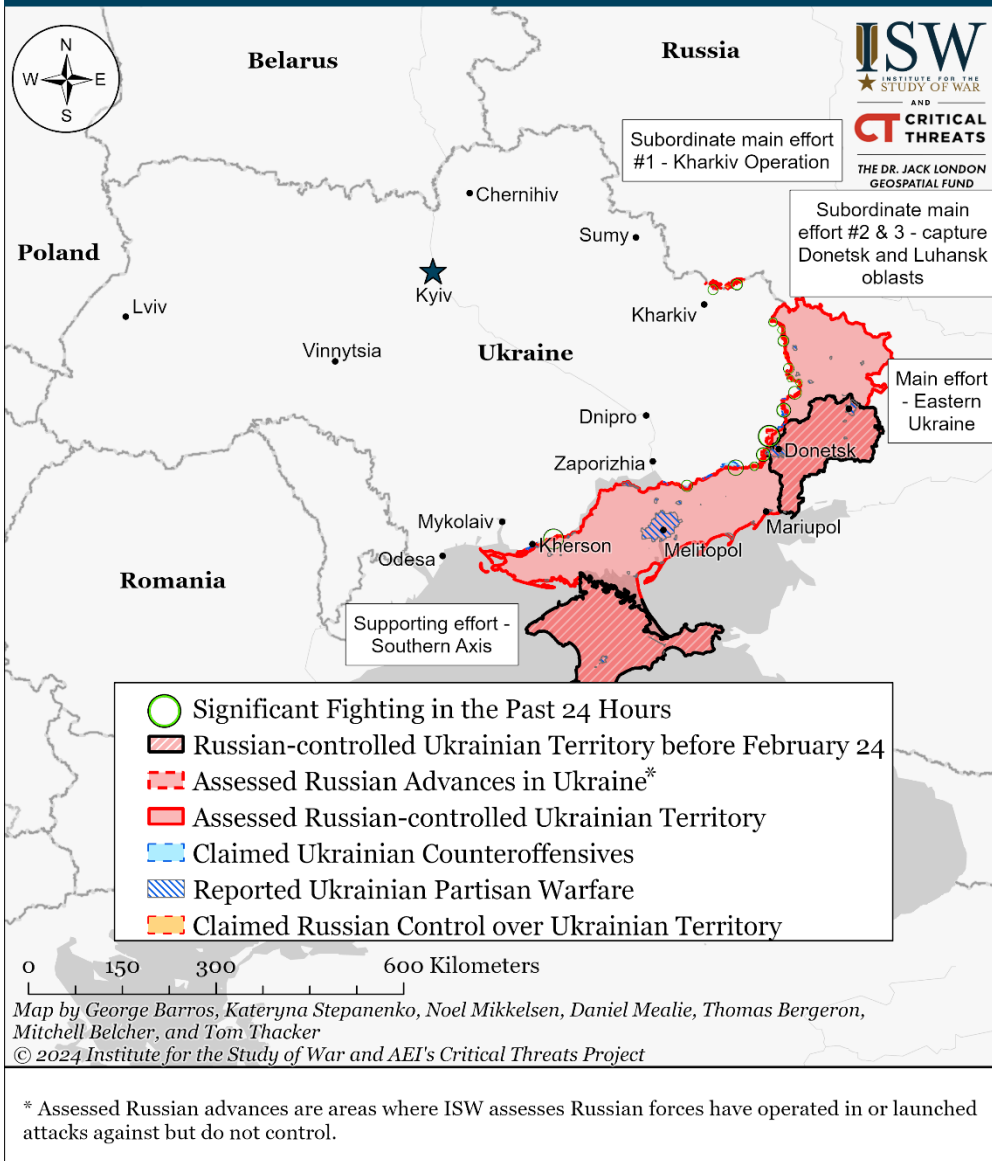 N
W
E
S
Belarus
Russia
ISW
INSTITUTE FOR THE
STUDY OF WAR
AND
CT CRITICAL
THREATS
THE DR. JACK LONDON
GEOSPATIAL FUND
Subordinate main effort
#1 - Kharkiv Operation
Subordinate main
effort #2 & 3 - capture
Donetsk and Luhansk
oblasts
Chernihiv
Sumy
Poland
Kyiv
Lviv
Kharkiv
Vinnytsia
Ukraine
Main effort
- Eastern
Ukraine
Dnipro
Donetsk
Zaporizhia
Mykolaiv
Mariupol
Kherson
Melitopol
Odesa
Romania
Supporting effort -
Southern Axis
Significant Fighting in the Past 24 Hours
Russian-controlled Ukrainian Territory before February 24
Assessed Russian Advances in Ukraine*
Assessed Russian-controlled Ukrainian Territory
Claimed Ukrainian Counteroffensives
Reported Ukrainian Partisan Warfare
Claimed Russian Control over Ukrainian Territory
0 150 300 600 Kilometers
Map by George Barros, Kateryna Stepanenko, Noel Mikkelsen, Daniel Mealie, Thomas Bergeron,
Mitchell Belcher, and Tom Thacker
© 2024 Institute for the Study of War and AEI's Critical Threats Project
* Assessed Russian advances are areas where ISW assesses Russian forces have operated in or launched
attacks against but do not control.